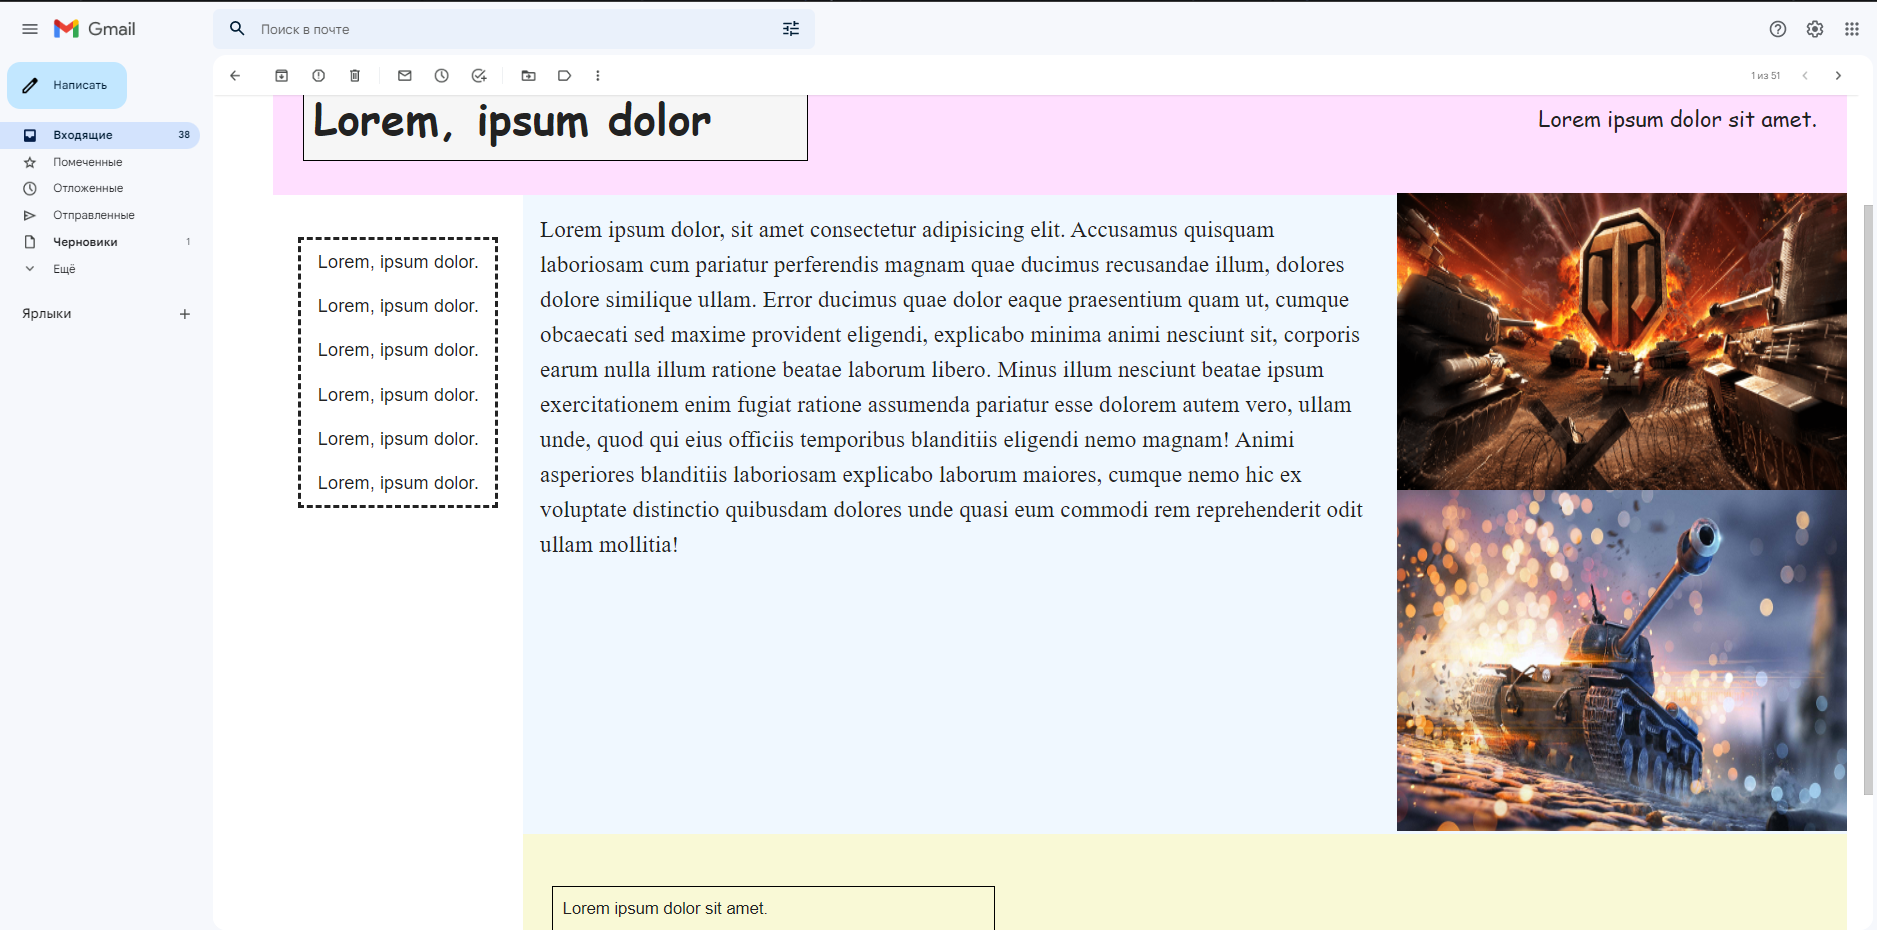 Gmail
Поиск в почте
Написать
1 из 51
Входящие 38
Помеченные
Отложенные
Отправленные
Черновики 1
Ещё
Ярлыки
Lorem, ipsum dolor
Lorem ipsum dolor sit amet.
Lorem, ipsum dolor.
Lorem, ipsum dolor.
Lorem, ipsum dolor.
Lorem, ipsum dolor.
Lorem, ipsum dolor.
Lorem, ipsum dolor.
Lorem ipsum dolor, sit amet consectetur adipisicing elit. Accusamus quisquam
laboriosam cum pariatur perferendis magnam quae ducimus recusandae illum, dolores
dolore similique ullam. Error ducimus quae dolor eaque praesentium quam ut, cumque
obcaecati sed maxime provident eligendi, explicabo minima animi nesciunt sit, corporis
earum nulla illum ratione beatae laborum libero. Minus illum nesciunt beatae ipsum
exercitationem enim fugiat ratione assumenda pariatur esse dolorem autem vero, ullam
unde, quod qui eius officiis temporibus blanditiis eligendi nemo magnam! Animi
asperiores blanditiis laboriosam explicabo laborum maiores, cumque nemo hic ex
voluptate distinctio quibusdam dolores unde quasi eum commodi rem reprehenderit odit
ullam mollitia!
Lorem ipsum dolor sit amet.